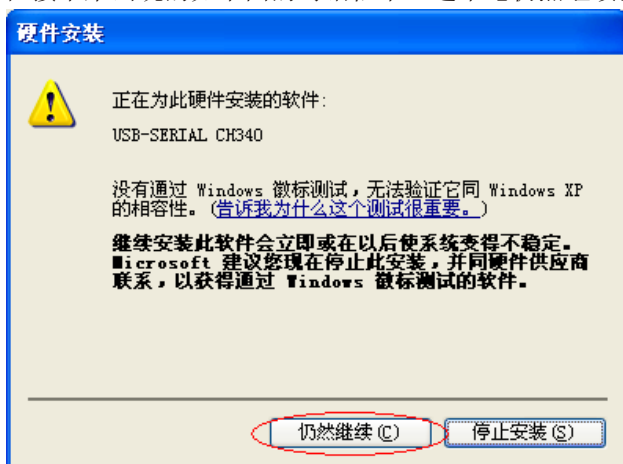 硬件安装
正在为此硬件安装的软件:
USB-SERIAL CH340
没有通过 Windows 徽标测试，无法验证它同 Windows XP
的相容性。(告诉我为什么这个测试很重要。)
继续安装此软件会立即或在以后使系统变得不稳定。
Microsoft 建议您现在停止此安装，并同硬件供应商
联系，以获得通过 Windows 徽标测试的软件。
仍然继续(C)
停止安装(S)